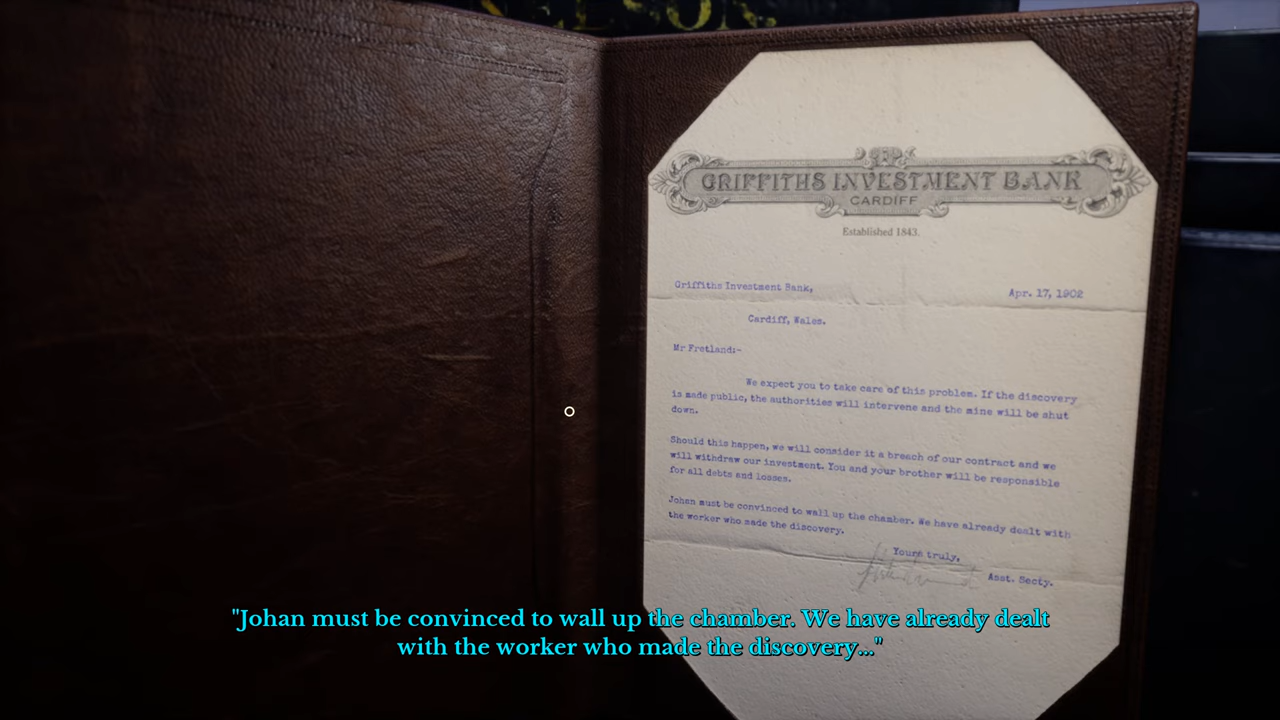 GRIFFITHS INVESTMENT BANK
CARDIFF
Established 1843.
Griffiths Investment Bank,
Apr. 17, 1902
Cardiff, Wales.
Mr Fretland:-
We expect you to take care of this problem. If the discovery
is made public, the authorities will intervene and the mine will be shut
down.
Should this happen, we will consider it a breach of our contract and we
will withdraw our investment. You and your brother will be responsible
for all debts and losses.
Johan must be convinced to wall up the chamber. We have already dealt with
the worker who made the discovery.
Yours truly,
Asst. Secty.
"Johan must be convinced to wall up the chamber. We have already dealt
with the worker who made the discovery..."